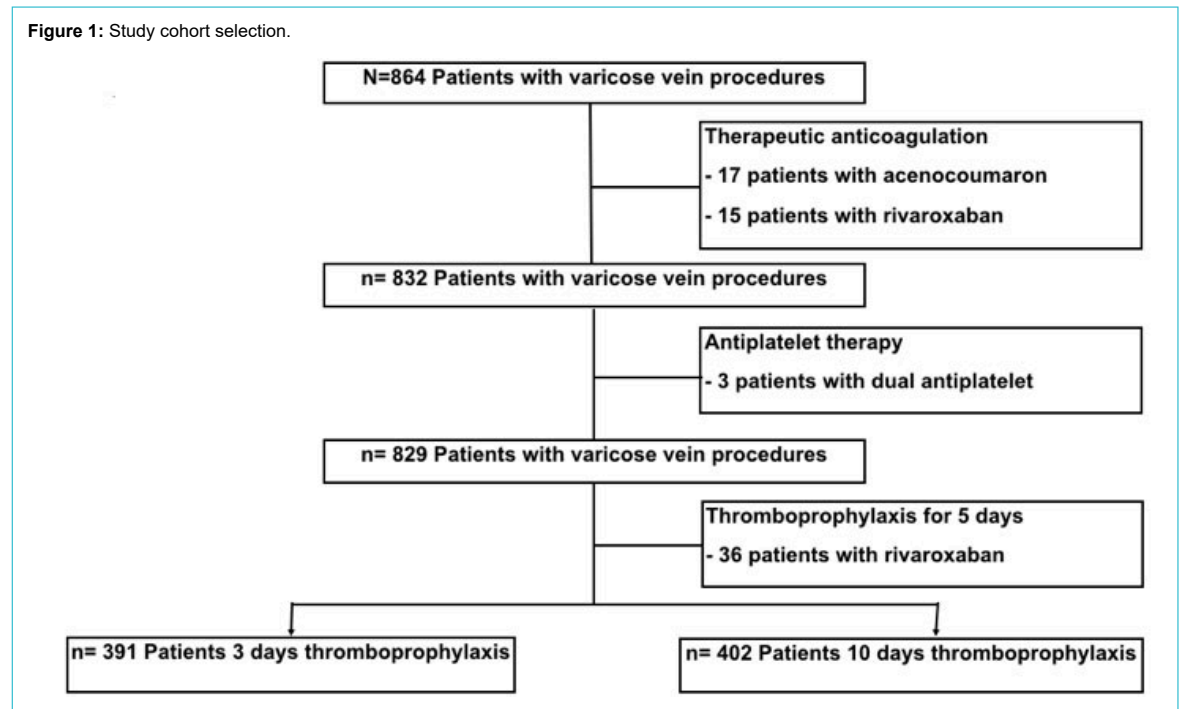 Figure 1: Study cohort selection.
N=864 Patients with varicose vein procedures
Therapeutic anticoagulation
- 17 patients with acenocoumaron
- 15 patients with rivaroxaban
n= 832 Patients with varicose vein procedures
Antiplatelet therapy
- 3 patients with dual antiplatelet
n= 829 Patients with varicose vein procedures
Thromboprophylaxis for 5 days
- 36 patients with rivaroxaban
n= 391 Patients 3 days thromboprophylaxis
n= 402 Patients 10 days thromboprophylaxis